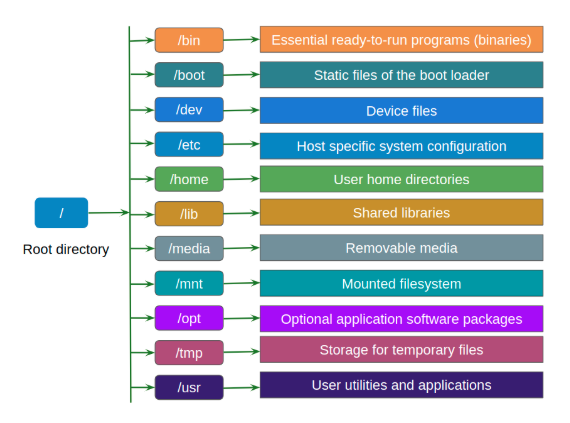 /bin Essential ready-to-run programs (binaries)
/boot Static files of the boot loader
/dev Device files
/etc Host specific system configuration
/home User home directories
/ /lib Shared libraries
Root directory /media Removable media
/mnt Mounted filesystem
/opt Optional application software packages
/tmp Storage for temporary files
/usr User utilities and applications